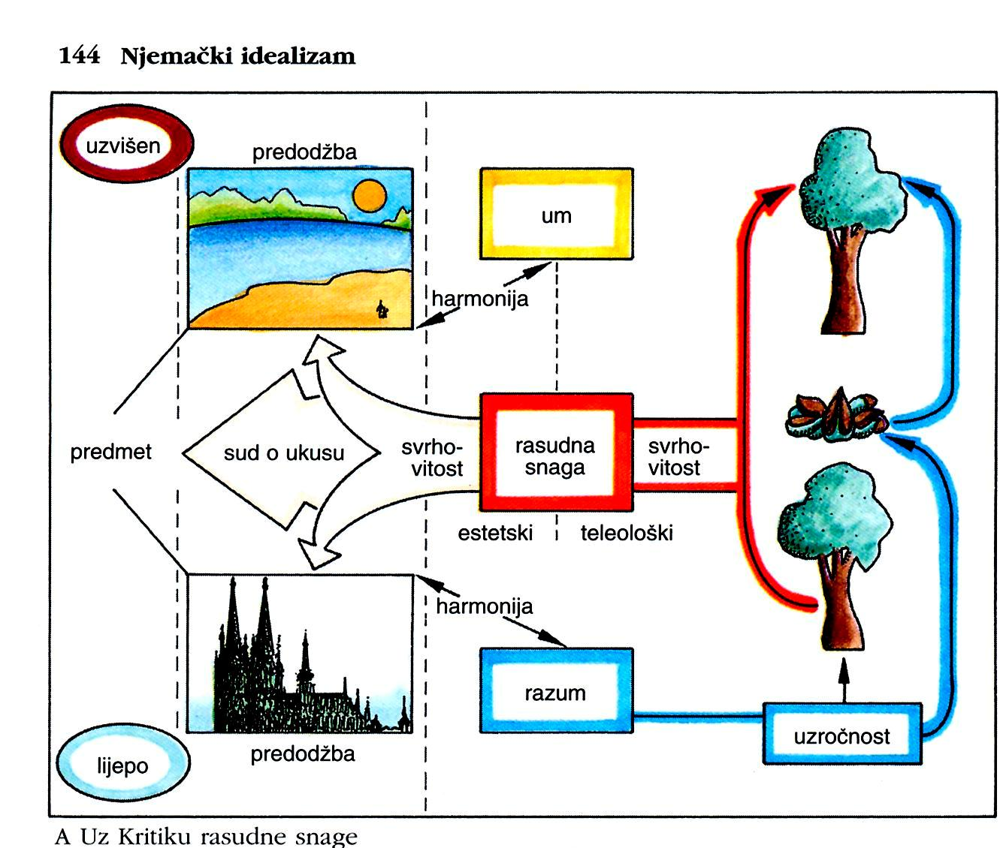 144 Njemački idealizam
uzvišen
predodžba
um
harmonija
predmet
sud o ukusu
svrho-
vitost
rasudna
snaga
svrho-
vitost
estetski
teleološki
harmonija
razum
uzročnost
lijepo
predodžba
A Uz Kritiku rasudne snage